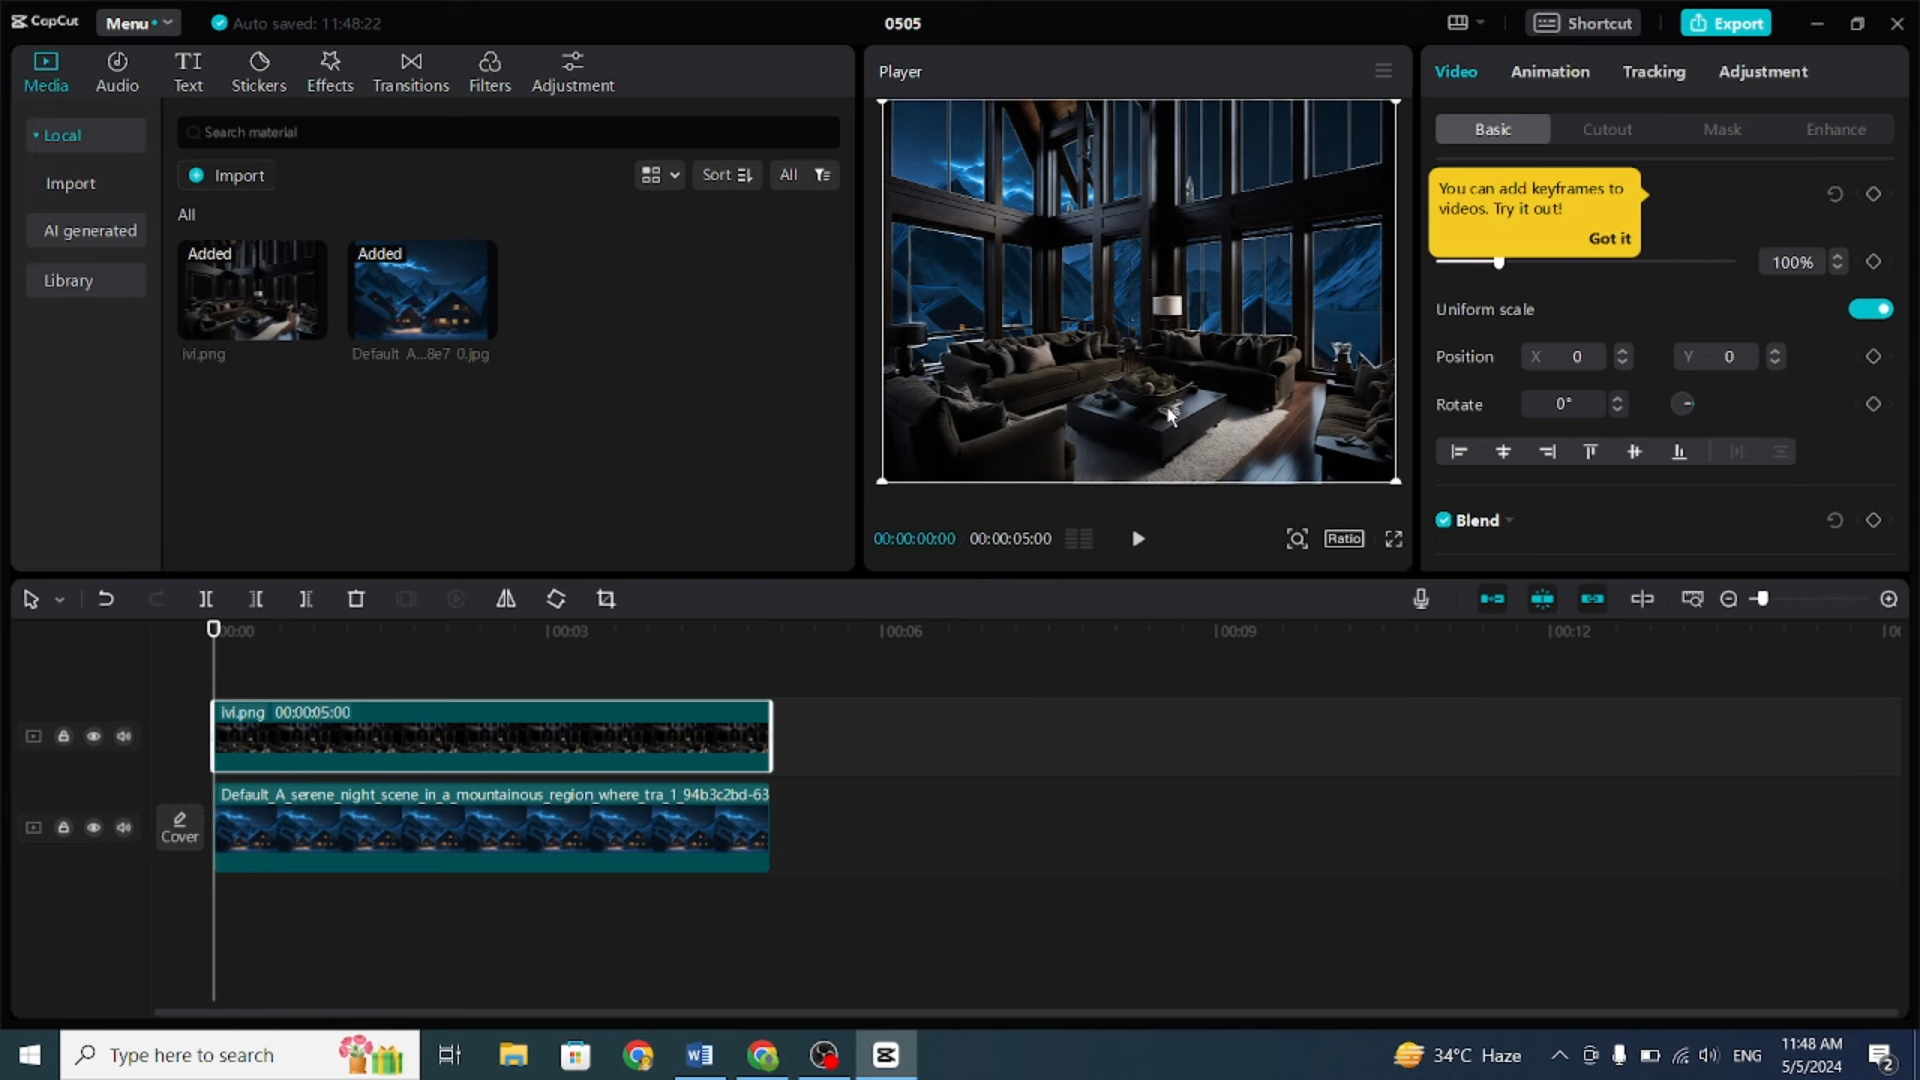 CapCut
Menu
Auto saved: 11:48:22
0505
Shortcut
Export
Media
Audio
TI
Text
Stickers
Effects
Transitions
Filters
Adjustment
Player
Video
Animation
Tracking
Adjustment
Local
Import
AI generated
Library
Search material
Import
Sort
All
All
Added
ivi.png
Added
Default A...8e7 0.jpg
Basic
Cutout
Mask
Enhance
You can add keyframes to
videos. Try it out!
Got it
100%
Uniform scale
Position
X 0
Y 0
Rotate
0°
Blend
00:00:00:00
00:00:05:00
Ratio
00:00
00:03
00:06
00:09
00:12
ivi.png 00:00:05:00
Default_A_serene_night_scene_in_a_mountainous_region_where_tra_1_94b3c2bd-63
Cover
Type here to search
34°C Haze
ENG
11:48 AM
5/5/2024
2